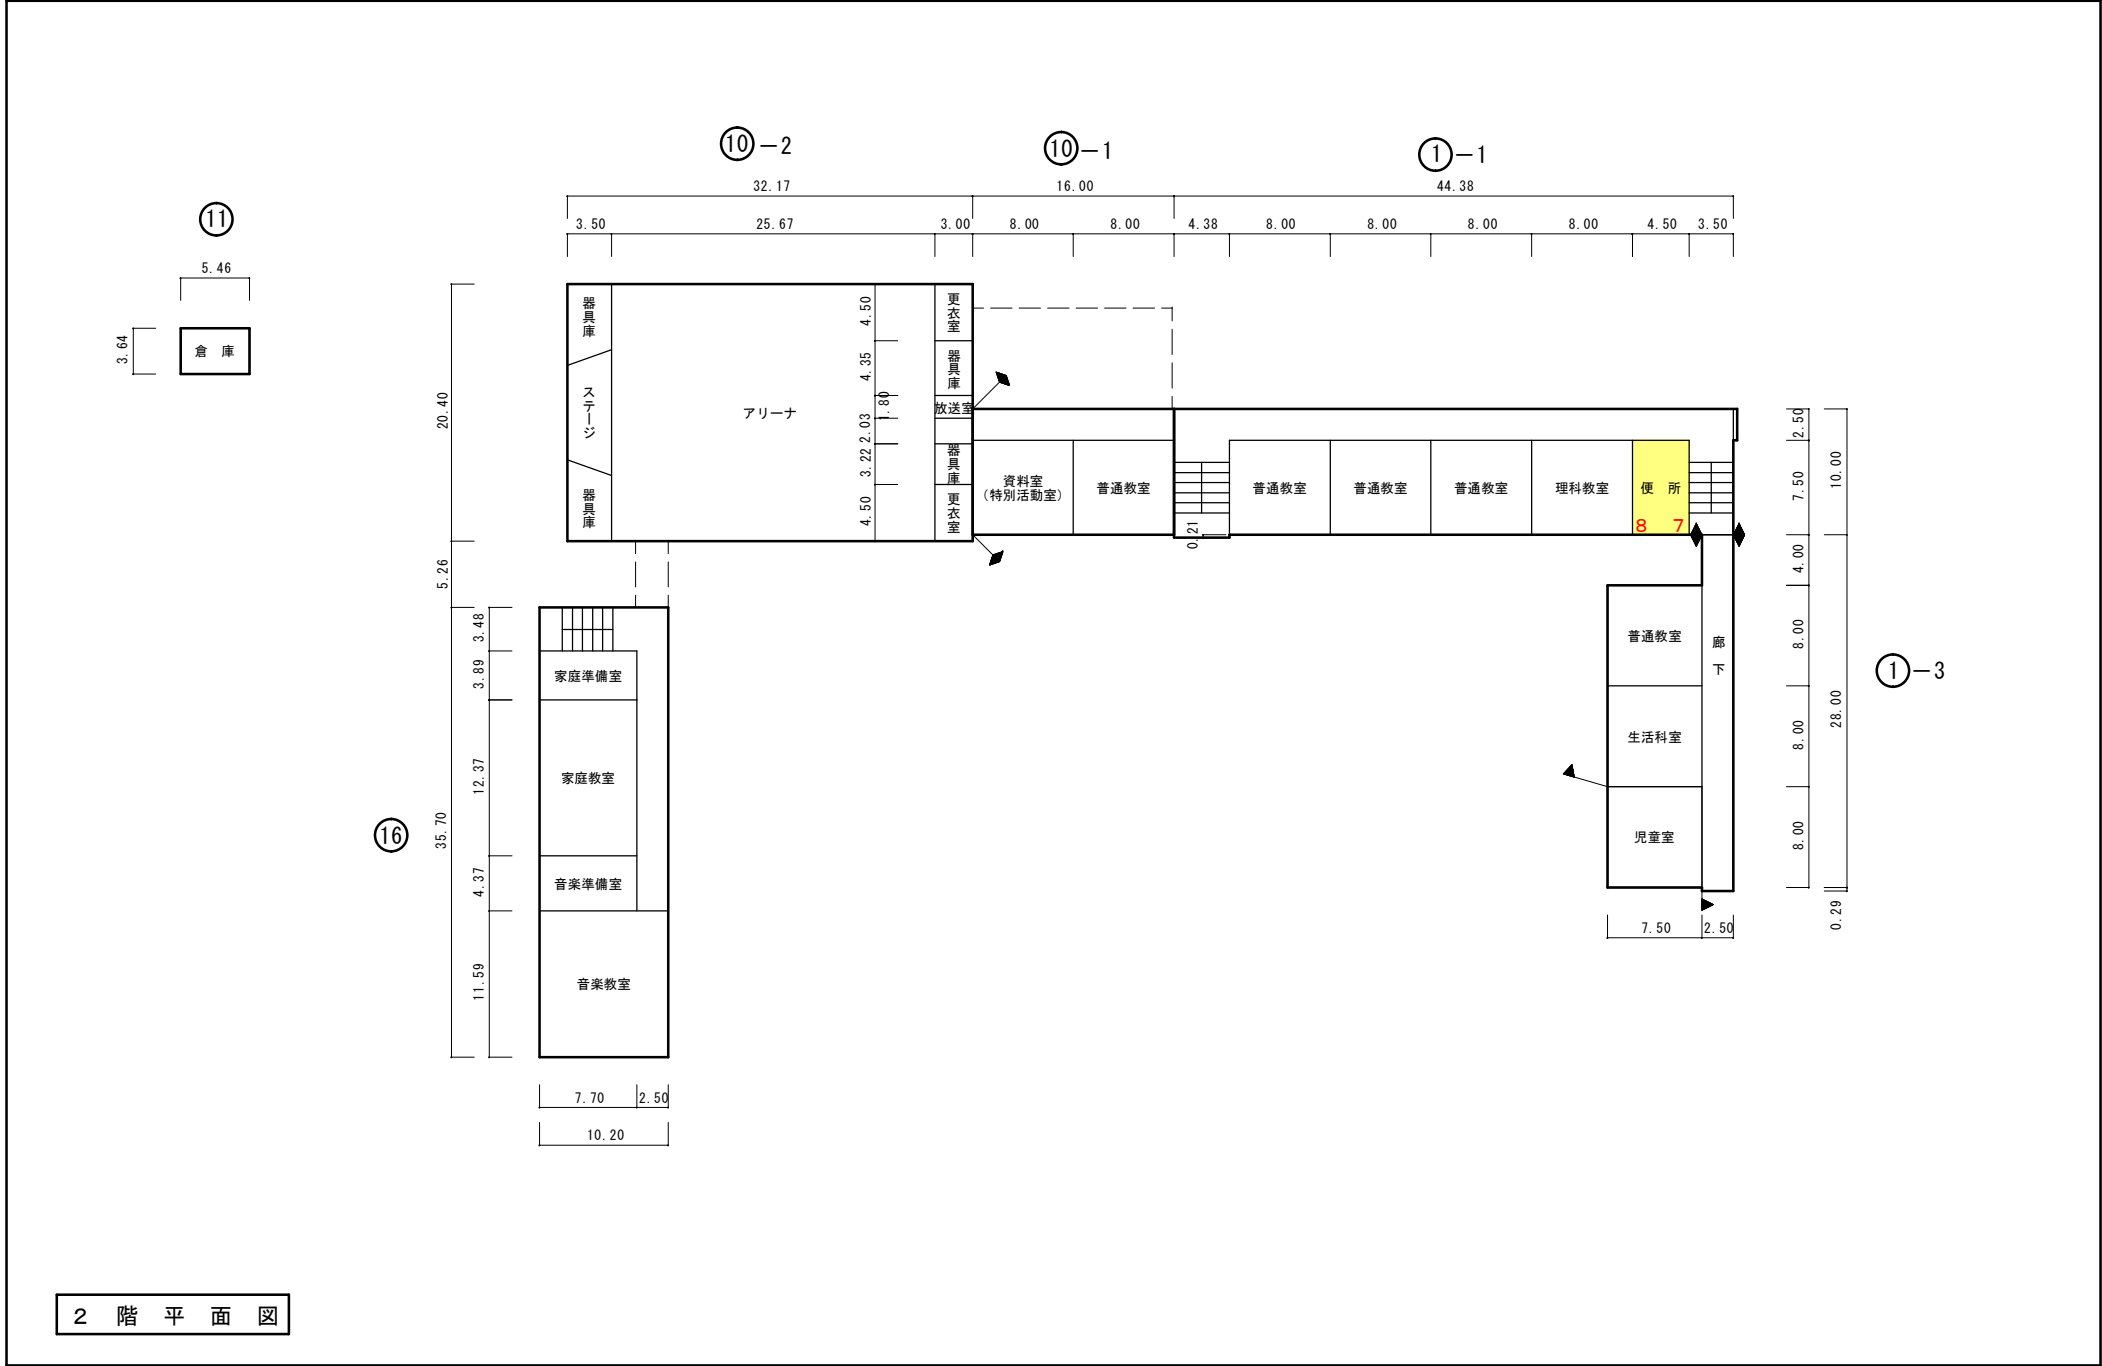 ⑩－2
⑩－1
①－1
32.17
16.00
44.38
⑪
3.50
25.67
3.00
8.00
8.00
4.38
8.00
8.00
8.00
8.00
4.50
3.50
5.46
3.64
倉 庫
20.40
5.26
35.70
器具庫
ステージ
器具庫
アリーナ
4.50
4.35
1.80
2.03
3.22
4.50
更衣室
器具庫
放送室
器具庫
更衣室
資料室
（特別活動室）
普通教室
0.21
普通教室
普通教室
普通教室
理科教室
便 所
8 7
2.50
7.50
10.00
4.00
8.00
8.00
8.00
28.00
0.29
普通教室
廊下
生活科室
児童室
①－3
7.50
2.50
3.48
3.89
12.37
4.37
11.59
家庭準備室
家庭教室
音楽準備室
音楽教室
⑯
7.70
2.50
10.20
2 階 平 面 図